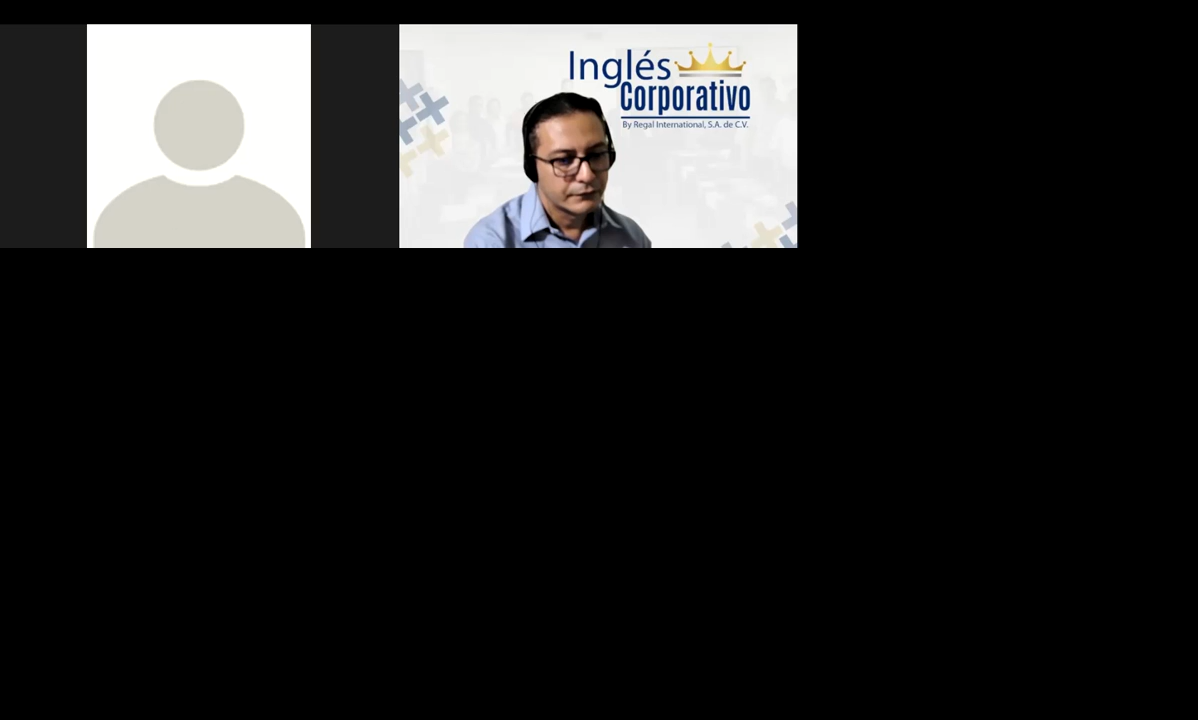 Inglés
Corporativo
By Regal International, S.A. de C.V.